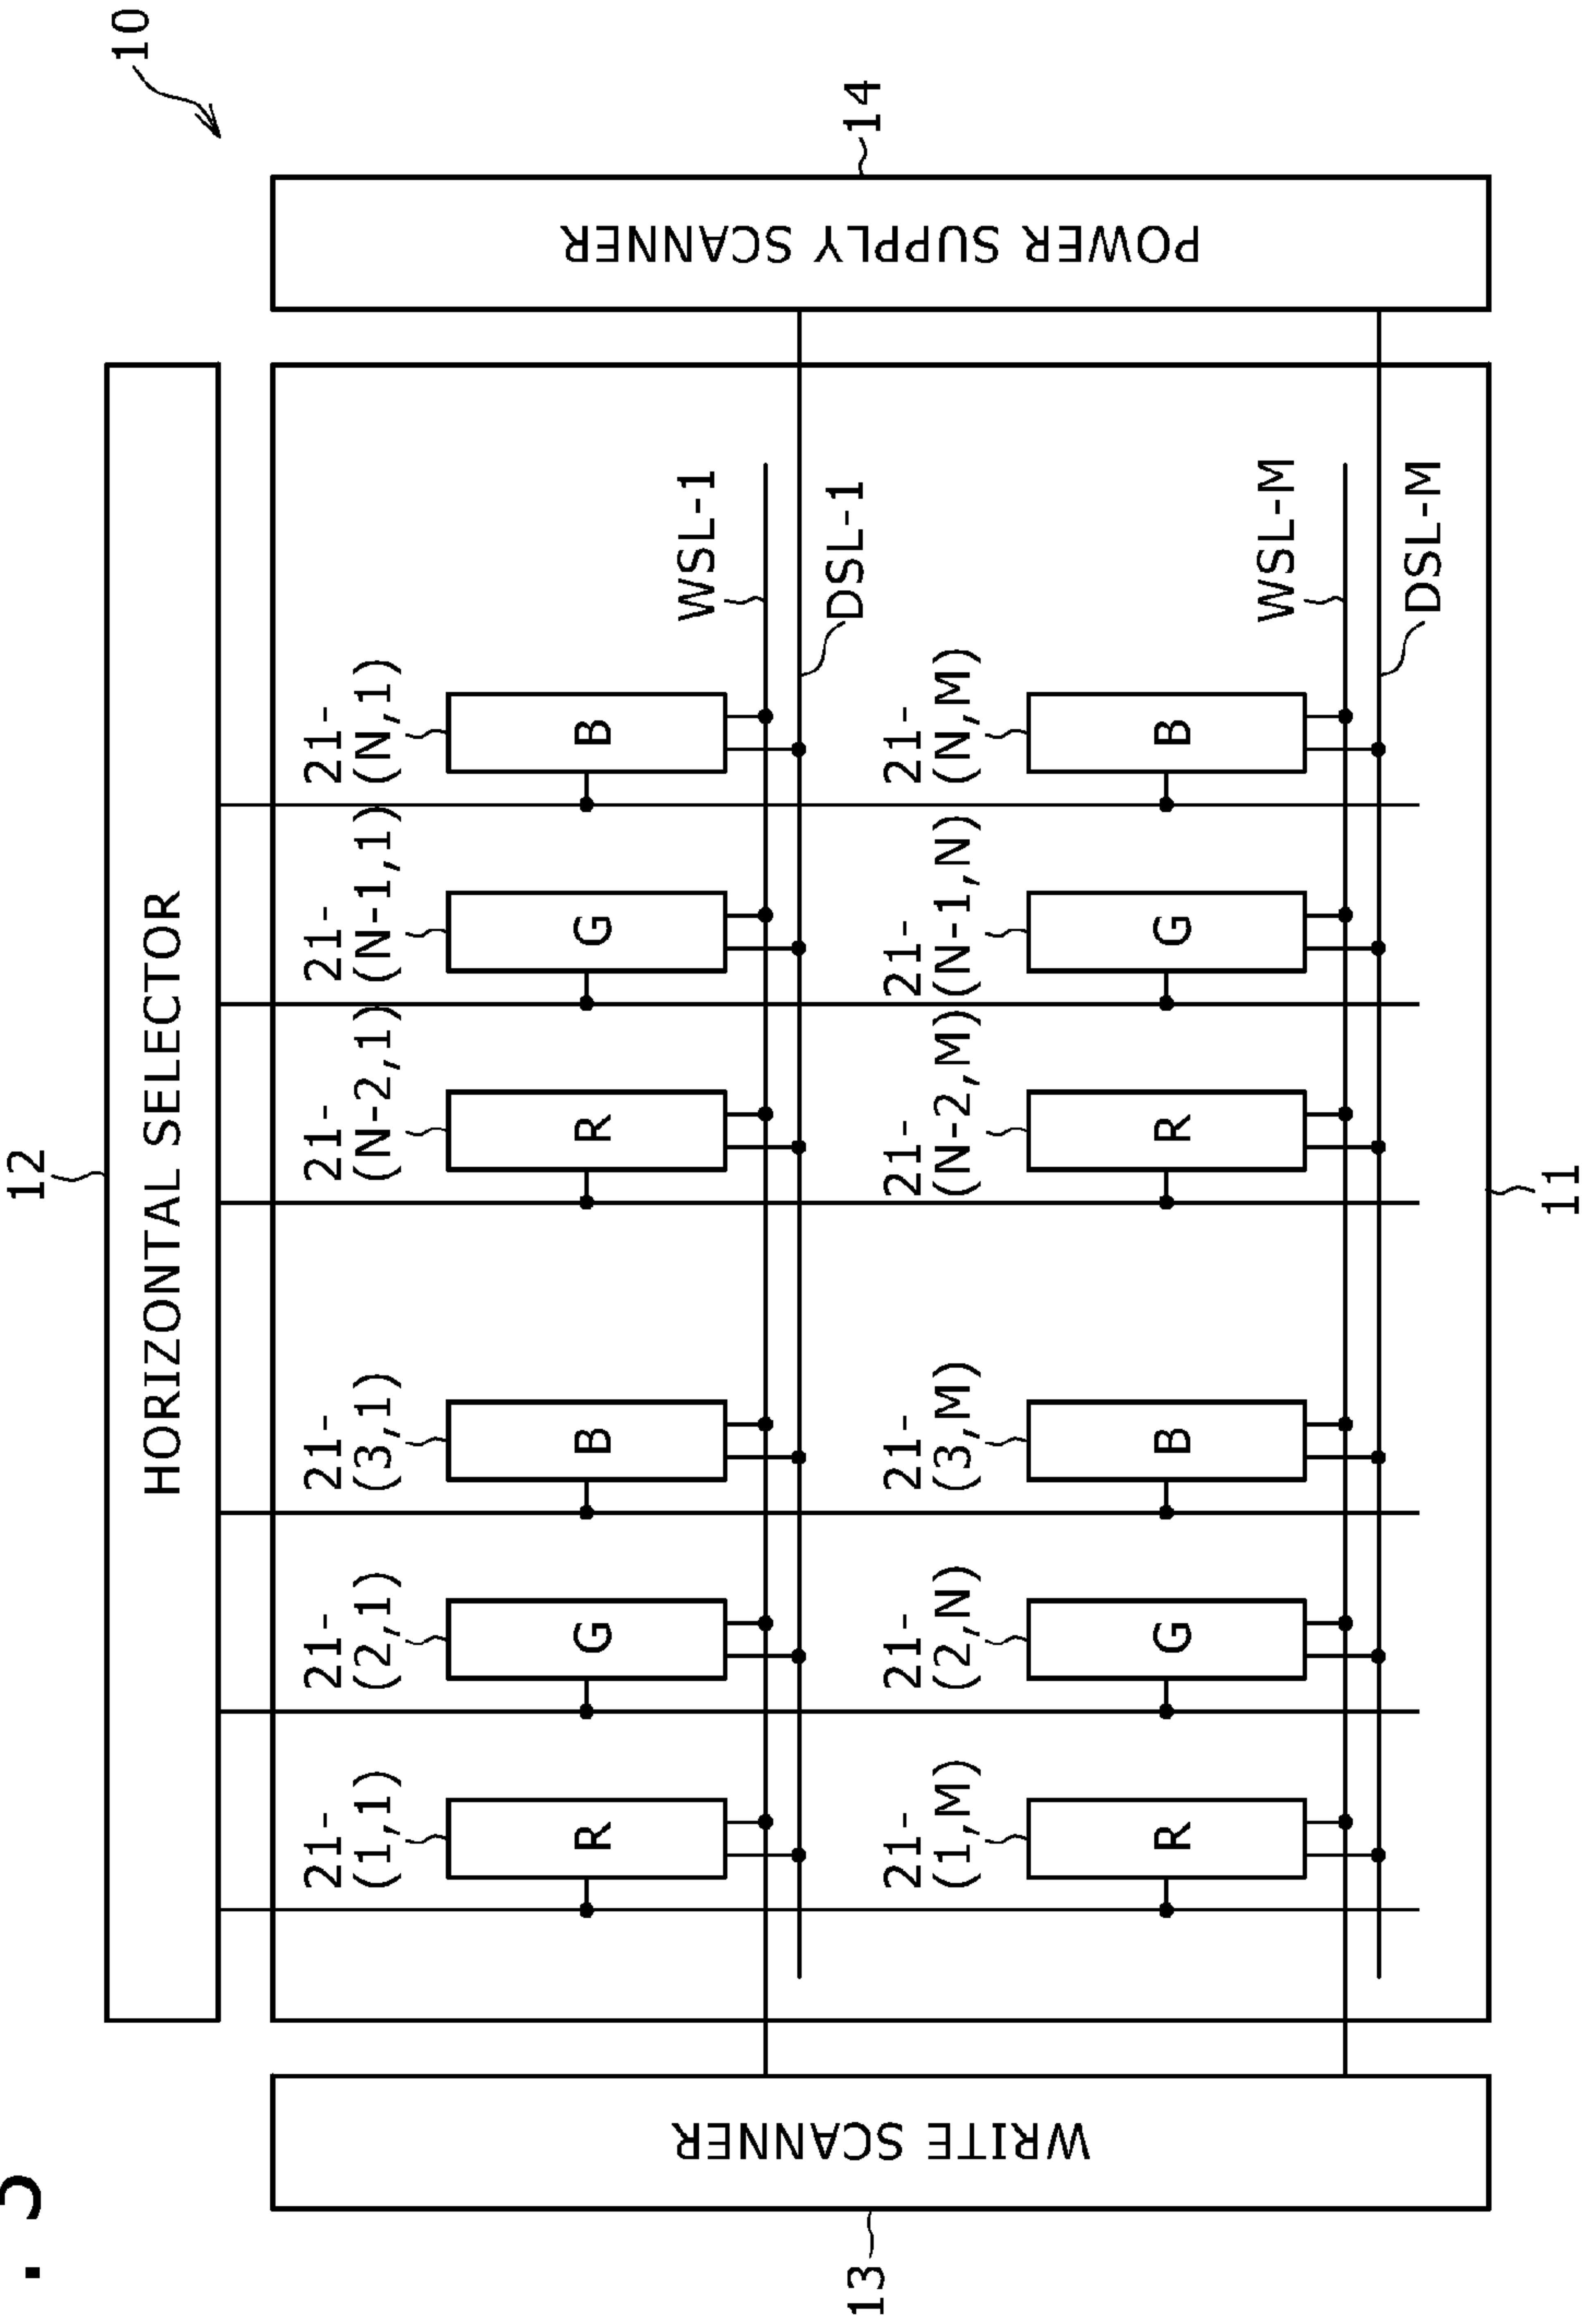 10
12
HORIZONTAL SELECTOR
21-
(1,1)
21-
(2,1)
21-
(3,1)
21-
(N-2,1)
21-
(N-1,1)
21-
(N,1)
R
G
B
R
G
B
WSL-1
DSL-1
13
WRITE SCANNER
POWER SUPPLY SCANNER
14
21-
(1,M)
21-
(2,N)
21-
(3,M)
21-
(N-2,M)
21-
(N-1,N)
21-
(N,M)
R
G
B
R
G
B
WSL-M
DSL-M
11